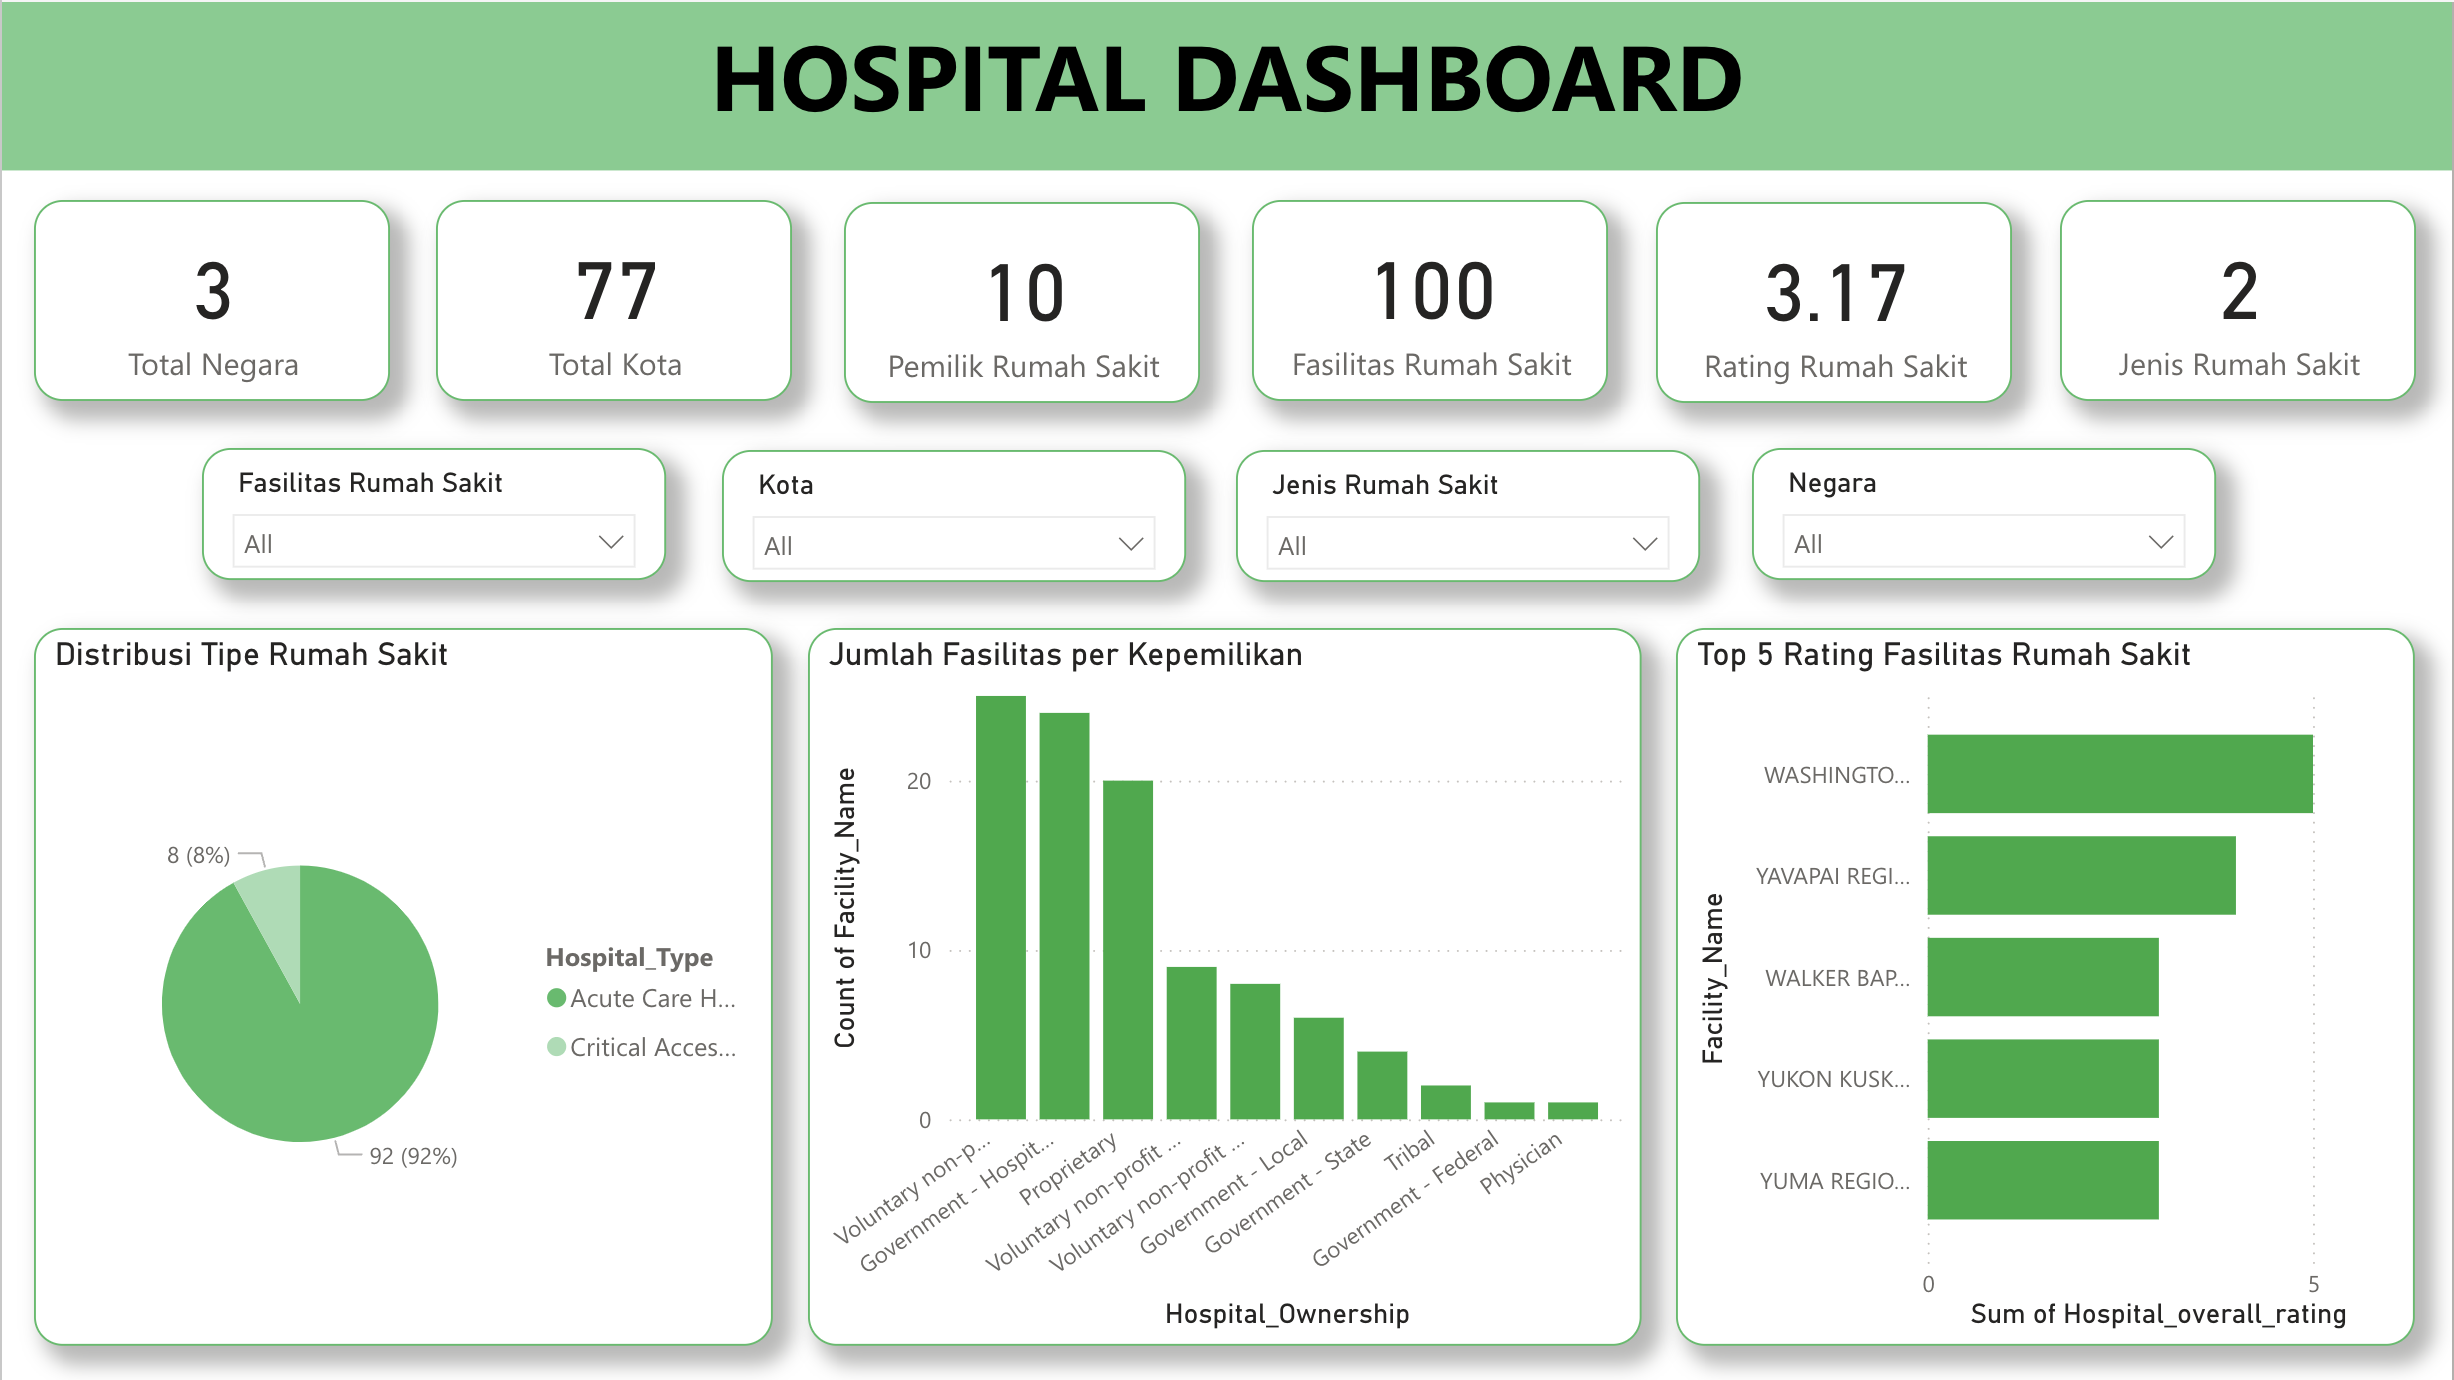 HOSPITAL DASHBOARD
3
Total Negara
77
Total Kota
10
Pemilik Rumah Sakit
100
Fasilitas Rumah Sakit
3.17
Rating Rumah Sakit
2
Jenis Rumah Sakit
Fasilitas Rumah Sakit
All
Kota
All
Jenis Rumah Sakit
All
Negara
All
Distribusi Tipe Rumah Sakit
8 (8%)
92 (92%)
Hospital_Type
Acute Care H...
Critical Acces...
Jumlah Fasilitas per Kepemilikan
Count of Facility_Name
20
10
0
Voluntary non-p...
Government - Hospit...
Proprietary
Voluntary non-profit ...
Voluntary non-profit ...
Government - Local
Government - State
Tribal
Government - Federal
Physician
Hospital_Ownership
Top 5 Rating Fasilitas Rumah Sakit
Facility_Name
WASHINGTO...
YAVAPAI REGI...
WALKER BAP...
YUKON KUSK...
YUMA REGIO...
0
5
Sum of Hospital_overall_rating